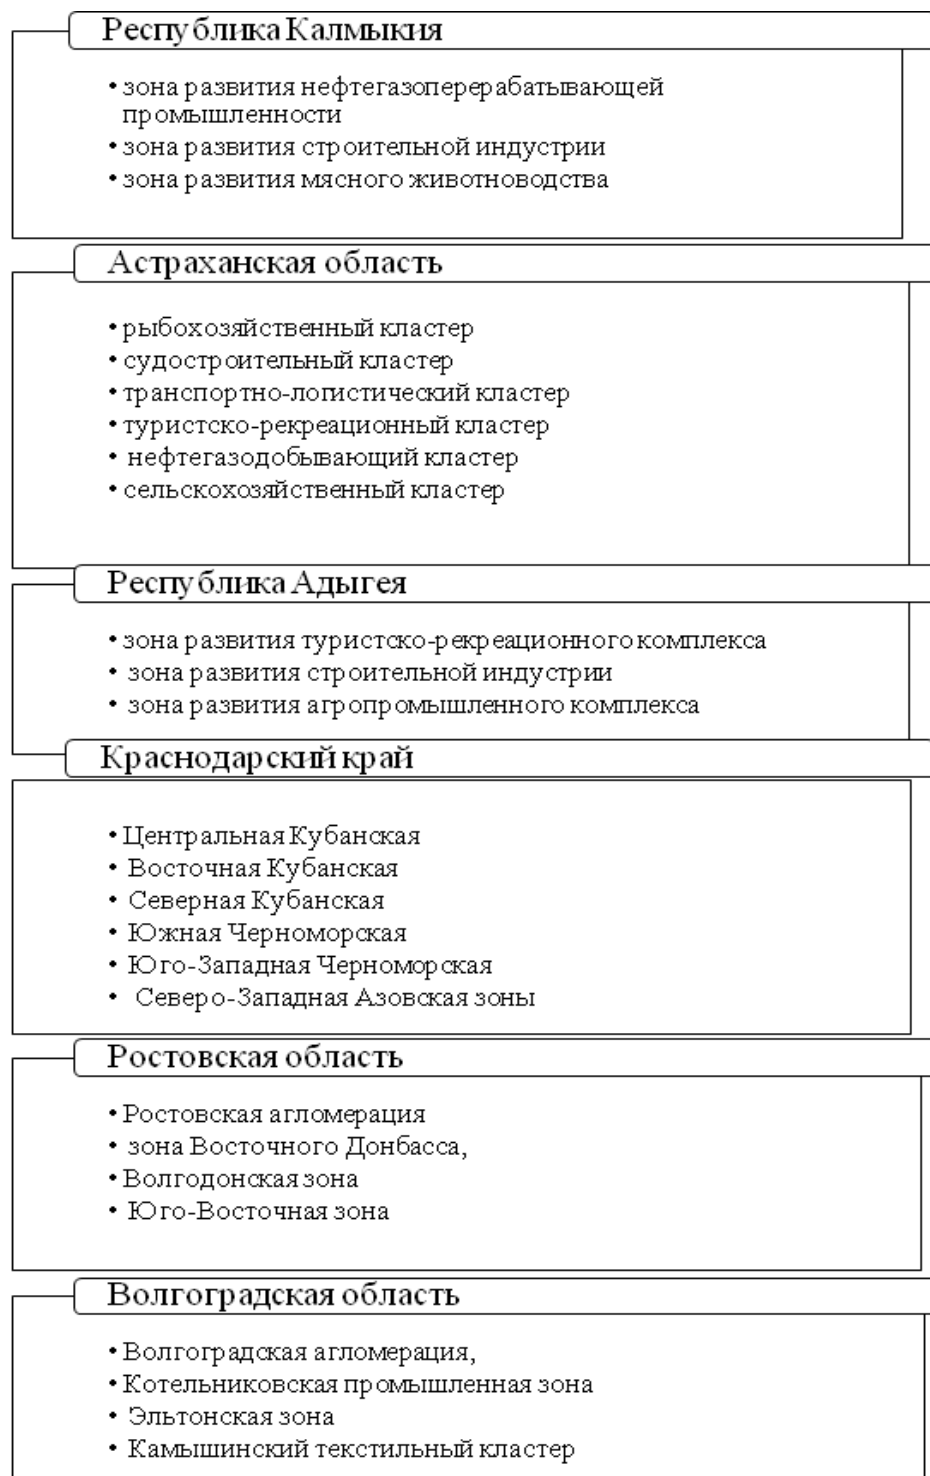 Республика Калмыкия
• зона развития нефтегазоперерабатывающей
промышленности
• зона развития строительной индустрии
• зона развития мясного животноводства
Астраханская область
• рыбохозяйственный кластер
• судостроительный кластер
• транспортно-логистический кластер
• туристско-рекреационный кластер
• нефтегазодобывающий кластер
• сельскохозяйственный кластер
Республика Адыгея
• зона развития туристско-рекреационного комплекса
• зона развития строительной индустрии
• зона развития агропромышленного комплекса
Краснодарский край
• Центральная Кубанская
• Восточная Кубанская
• Северная Кубанская
• Южная Черноморская
• Юго-Западная Черноморская
• Северо-Западная Азовская зоны
Ростовская область
• Ростовская агломерация
• зона Восточного Донбасса,
• Волгодонская зона
• Юго-Восточная зона
Волгоградская область
• Волгоградская агломерация,
• Котельниковская промышленная зона
• Эльтонская зона
• Камышинский текстильный кластер